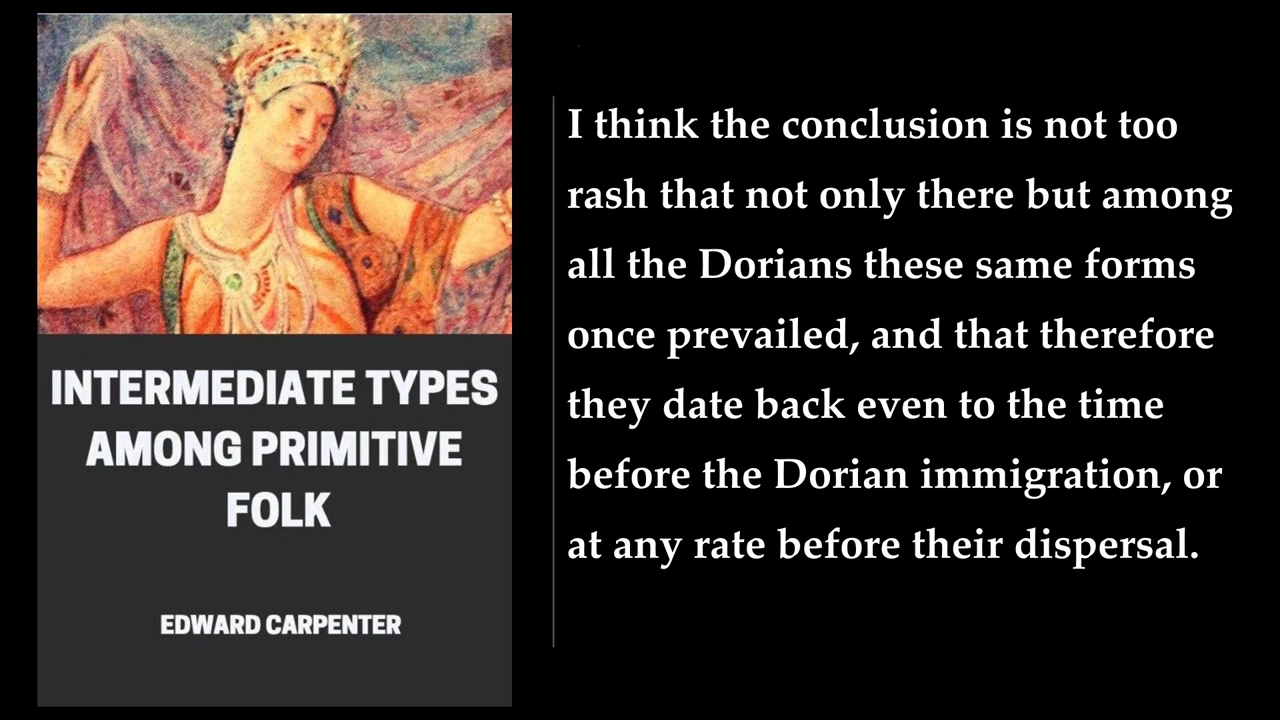 INTERMEDIATE TYPES
AMONG PRIMITIVE
FOLK
EDWARD CARPENTER
I think the conclusion is not too
rash that not only there but among
all the Dorians these same forms
once prevailed, and that therefore
they date back even to the time
before the Dorian immigration, or
at any rate before their dispersal.